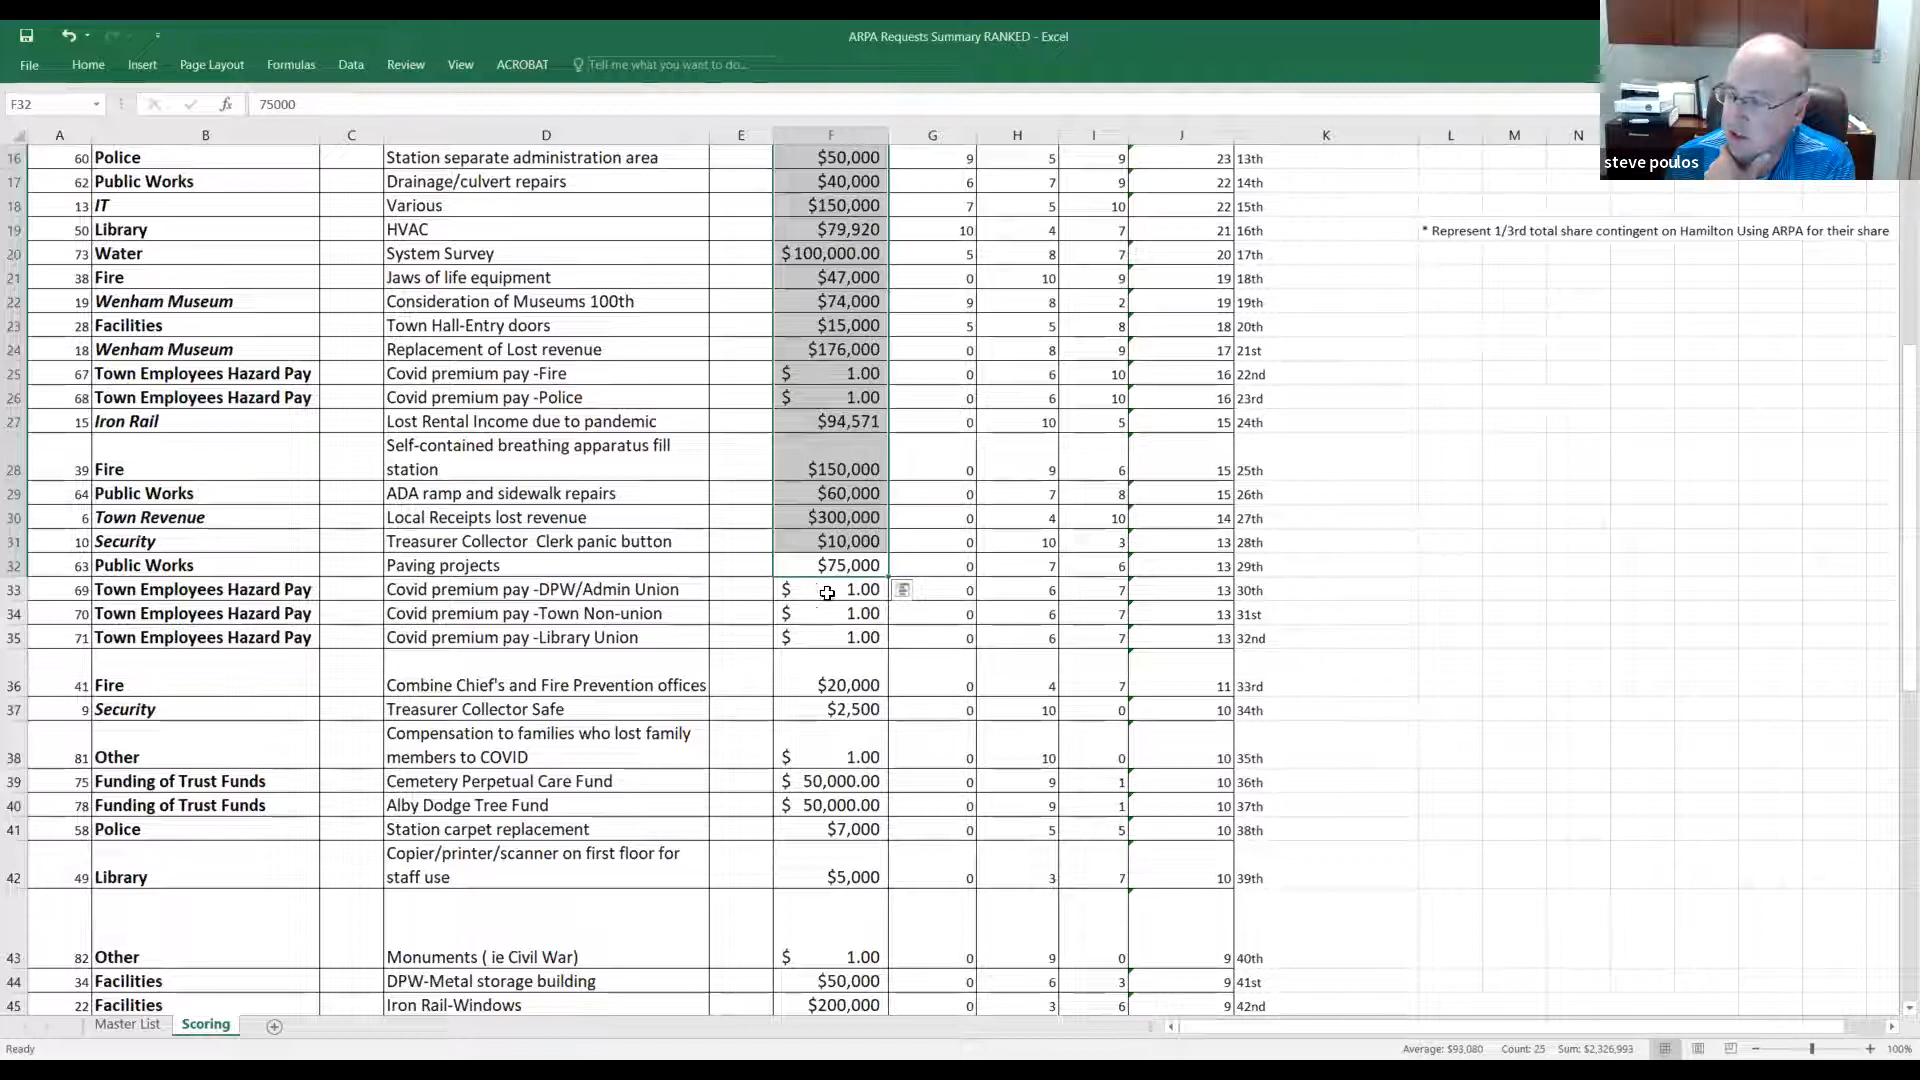 ARPA Requests Summary RANKED - Excel
File Home Insert Page Layout Formulas Data Review View ACROBAT Tell me what you want to do...
steve poulos
F32 fx 75000
A B C D E F G H I J K L M N
16 60 Police Station separate administration area $50,000 9 5 9 23 13th
17 62 Public Works Drainage/culvert repairs $40,000 6 7 9 22 14th
18 13 IT Various $150,000 7 5 10 22 15th
19 50 Library HVAC $79,920 10 4 7 21 16th * Represent 1/3rd total share contingent on Hamilton Using ARPA for their share
20 73 Water System Survey $100,000.00 5 8 7 20 17th
21 38 Fire Jaws of life equipment $47,000 0 10 9 19 18th
22 19 Wenham Museum Consideration of Museums 100th $74,000 9 8 2 19 19th
23 28 Facilities Town Hall-Entry doors $15,000 5 5 8 18 20th
24 18 Wenham Museum Replacement of Lost revenue $176,000 0 8 9 17 21st
25 67 Town Employees Hazard Pay Covid premium pay -Fire $ 1.00 0 6 10 16 22nd
26 68 Town Employees Hazard Pay Covid premium pay -Police $ 1.00 0 6 10 16 23rd
27 15 Iron Rail Lost Rental Income due to pandemic $94,571 0 10 5 15 24th
Self-contained breathing apparatus fill
28 39 Fire station $150,000 0 9 6 15 25th
29 64 Public Works ADA ramp and sidewalk repairs $60,000 0 7 8 15 26th
30 6 Town Revenue Local Receipts lost revenue $300,000 0 4 10 14 27th
31 10 Security Treasurer Collector Clerk panic button $10,000 0 10 3 13 28th
32 63 Public Works Paving projects $75,000 0 7 6 13 29th
33 69 Town Employees Hazard Pay Covid premium pay -DPW/Admin Union $ 1.00 0 6 7 13 30th
34 70 Town Employees Hazard Pay Covid premium pay -Town Non-union $ 1.00 0 6 7 13 31st
35 71 Town Employees Hazard Pay Covid premium pay -Library Union $ 1.00 0 6 7 13 32nd
36 41 Fire Combine Chief's and Fire Prevention offices $20,000 0 4 7 11 33rd
37 9 Security Treasurer Collector Safe $2,500 0 10 0 10 34th
Compensation to families who lost family
38 81 Other members to COVID $ 1.00 0 10 0 10 35th
39 75 Funding of Trust Funds Cemetery Perpetual Care Fund $ 50,000.00 0 9 1 10 36th
40 78 Funding of Trust Funds Alby Dodge Tree Fund $ 50,000.00 0 9 1 10 37th
41 58 Police Station carpet replacement $7,000 0 5 5 10 38th
Copier/printer/scanner on first floor for
42 49 Library staff use $5,000 0 3 7 10 39th
43 82 Other Monuments ( ie Civil War) $ 1.00 0 9 0 9 40th
44 34 Facilities DPW-Metal storage building $50,000 0 6 3 9 41st
45 22 Facilities Iron Rail-Windows $200,000 0 3 6 9 42nd
Master List Scoring
Ready Average: $93,080 Count: 25 Sum: $2,326,993 100%